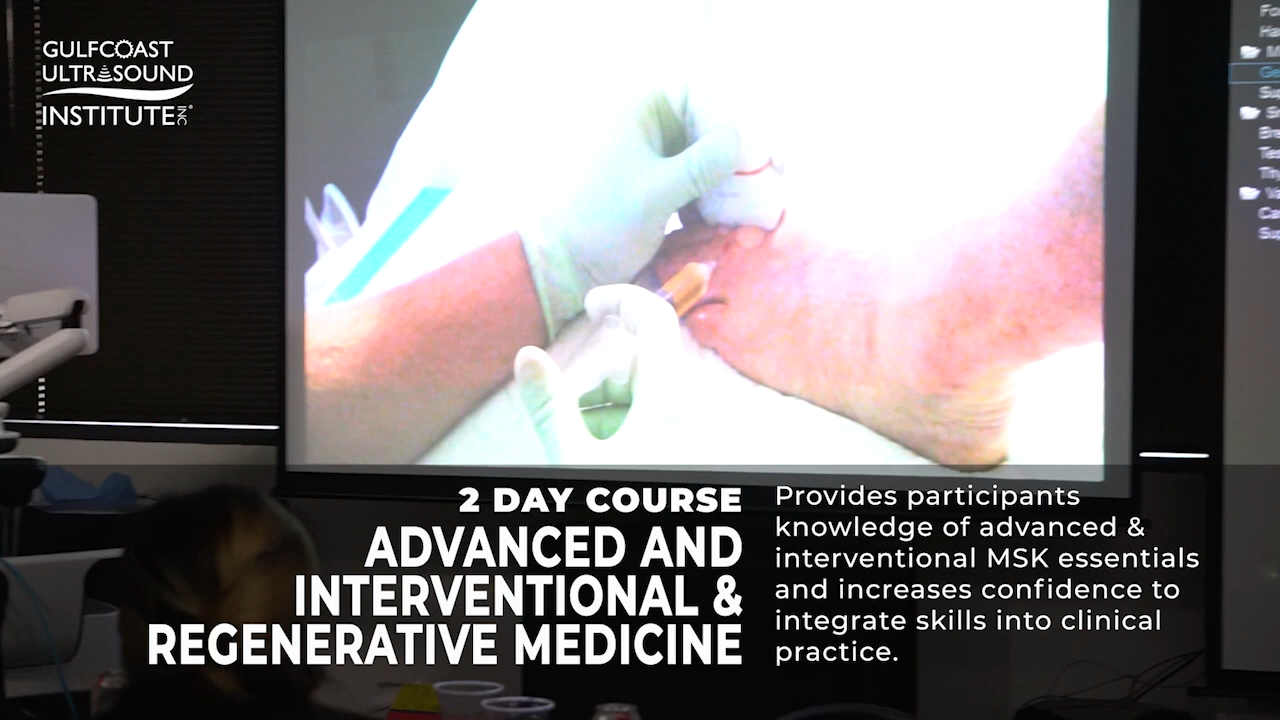 GULFCOAST
ULTRASOUND
INSTITUTE INC®
2 DAY COURSE
ADVANCED AND
INTERVENTIONAL &
REGENERATIVE MEDICINE
Provides participants
knowledge of advanced &
interventional MSK essentials
and increases confidence to
integrate skills into clinical
practice.